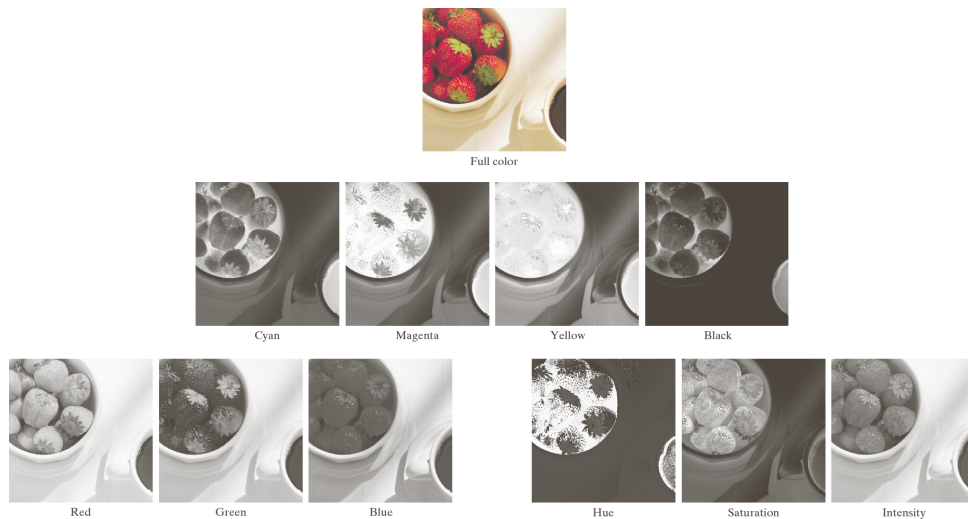 Full color
Cyan
Magenta
Yellow
Black
Red
Green
Blue
Hue
Saturation
Intensity